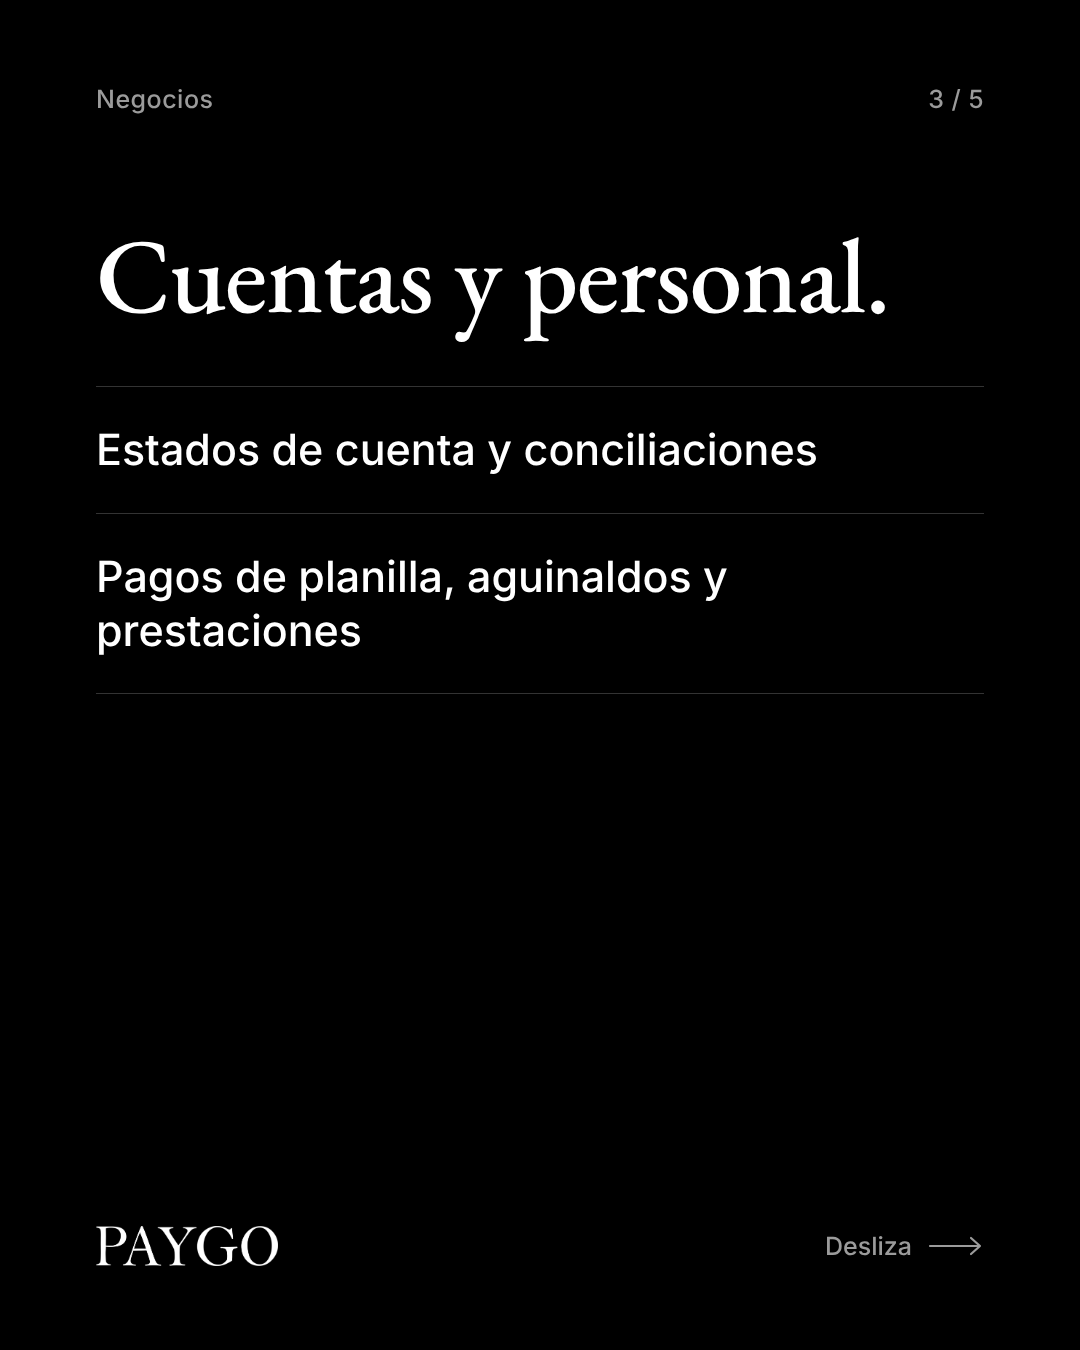 Negocios
3 / 5
Cuentas y personal.
Estados de cuenta y conciliaciones
Pagos de planilla, aguinaldos y
prestaciones
PAYGO
Desliza